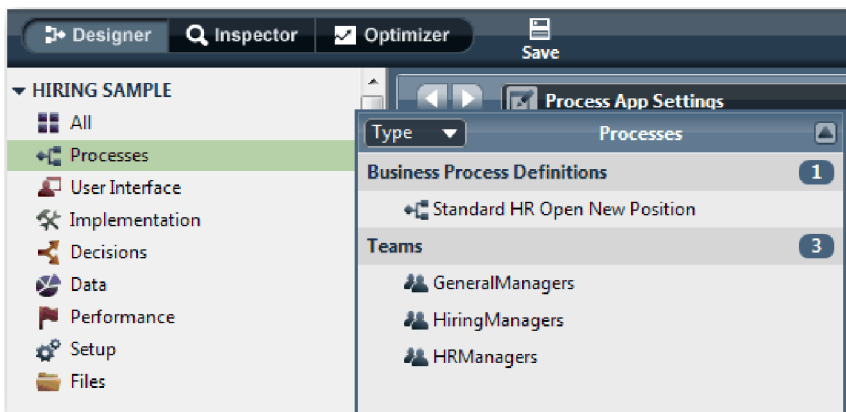 Designer Inspector Optimizer Save
HIRING SAMPLE
All
Processes
User Interface
Implementation
Decisions
Data
Performance
Setup
Files
Process App Settings
Type Processes
Business Process Definitions 1
Standard HR Open New Position
Teams 3
GeneralManagers
HiringManagers
HRManagers